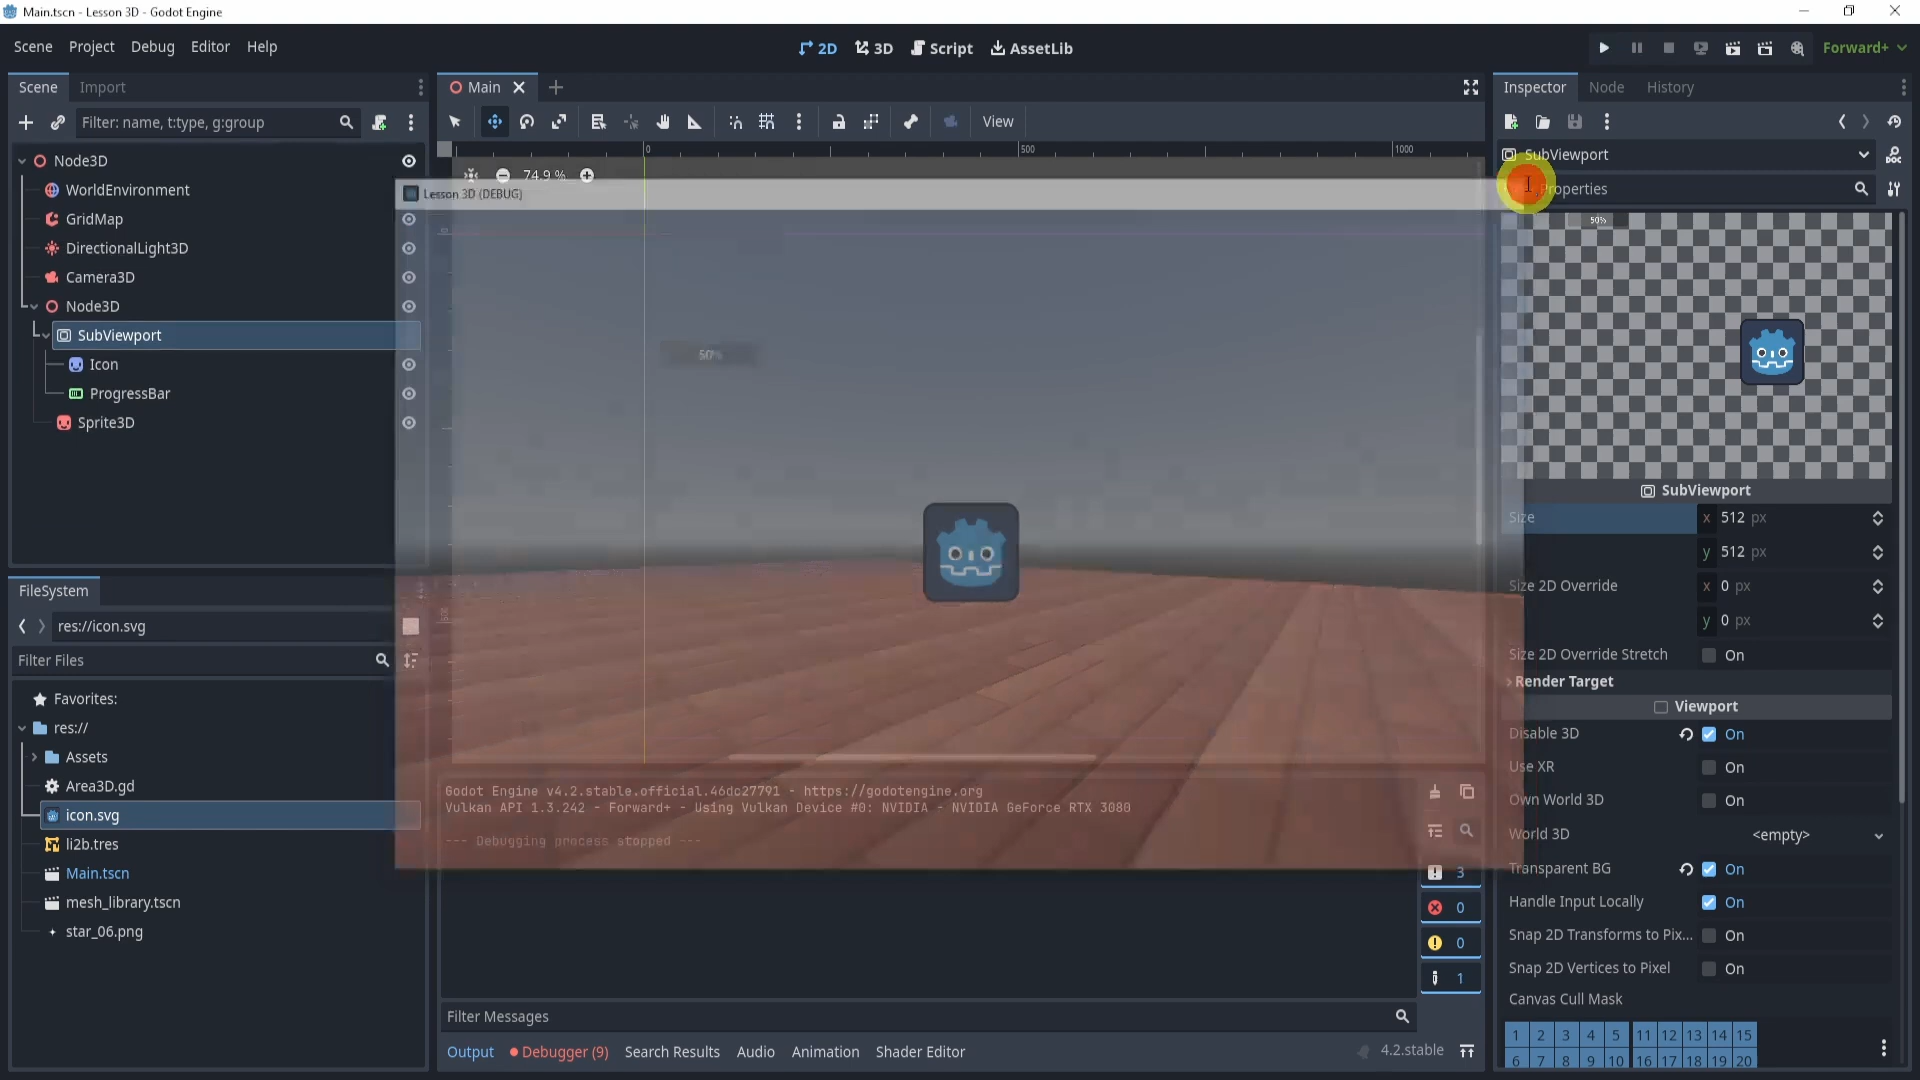 Main.tscn - Lesson 3D - Godot Engine
Scene Project Debug Editor Help
2D 3D Script AssetLib
Forward+
Scene Import
Main
Inspector Node History
Filter: name, t:type, g:group
View
SubViewport
Properties
Node3D
WorldEnvironment
GridMap
DirectionalLight3D
Camera3D
Node3D
SubViewport
Icon
ProgressBar
Sprite3D
0 500 1000
74.9 %
Lesson 3D (DEBUG)
50%
50%
SubViewport
Size x 512 px
y 512 px
Size 2D Override x 0 px
y 0 px
Size 2D Override Stretch On
Render Target
Viewport
Disable 3D On
Use XR On
Own World 3D On
World 3D <empty>
Transparent BG On
Handle Input Locally On
Snap 2D Transforms to Pix... On
Snap 2D Vertices to Pixel On
Canvas Cull Mask
1 2 3 4 5 11 12 13 14 15
6 7 8 9 10 16 17 18 19 20
FileSystem
res://icon.svg
Filter Files
Favorites:
res://
Assets
Area3D.gd
icon.svg
li2b.tres
Main.tscn
mesh_library.tscn
star_06.png
Godot Engine v4.2.stable.official.46dc27791 - https://godotengine.org
Vulkan API 1.3.242 - Forward+ - Using Vulkan Device #0: NVIDIA - NVIDIA GeForce RTX 3080
--- Debugging process stopped ---
3
0
0
1
Filter Messages
Output Debugger (9) Search Results Audio Animation Shader Editor
4.2.stable